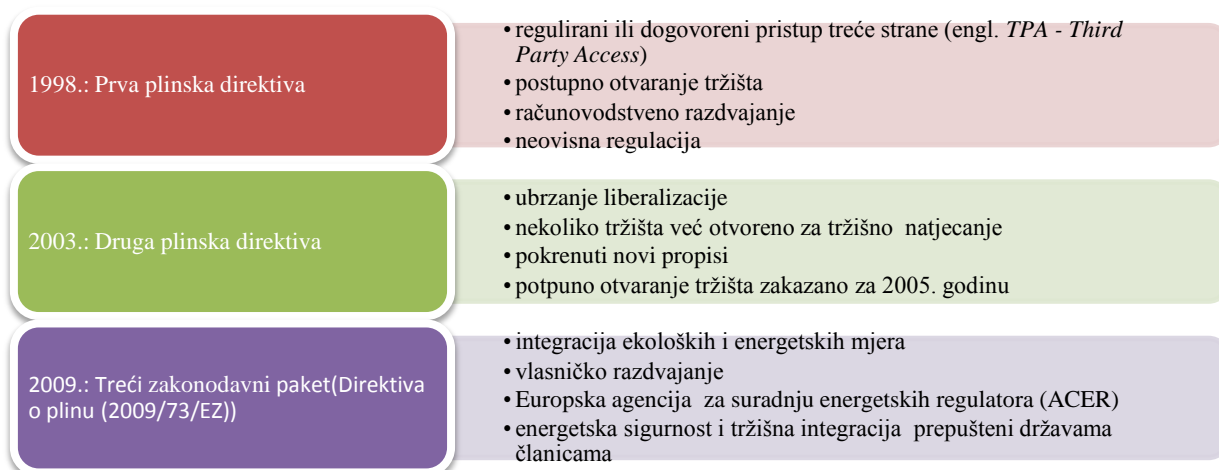 1998.: Prva plinska direktiva
• regulirani ili dogovoreni pristup treće strane (engl. TPA - Third
Party Access)
• postupno otvaranje tržišta
• računovodstveno razdvajanje
• neovisna regulacija
2003.: Druga plinska direktiva
• ubrzanje liberalizacije
• nekoliko tržišta već otvoreno za tržišno natjecanje
• pokrenuti novi propisi
• potpuno otvaranje tržišta zakazano za 2005. godinu
2009.: Treći zakonodavni paket(Direktiva
o plinu (2009/73/EZ))
• integracija ekoloških i energetskih mjera
• vlasničko razdvajanje
• Europska agencija za suradnju energetskih regulatora (ACER)
• energetska sigurnost i tržišna integracija prepušteni državama
članicama